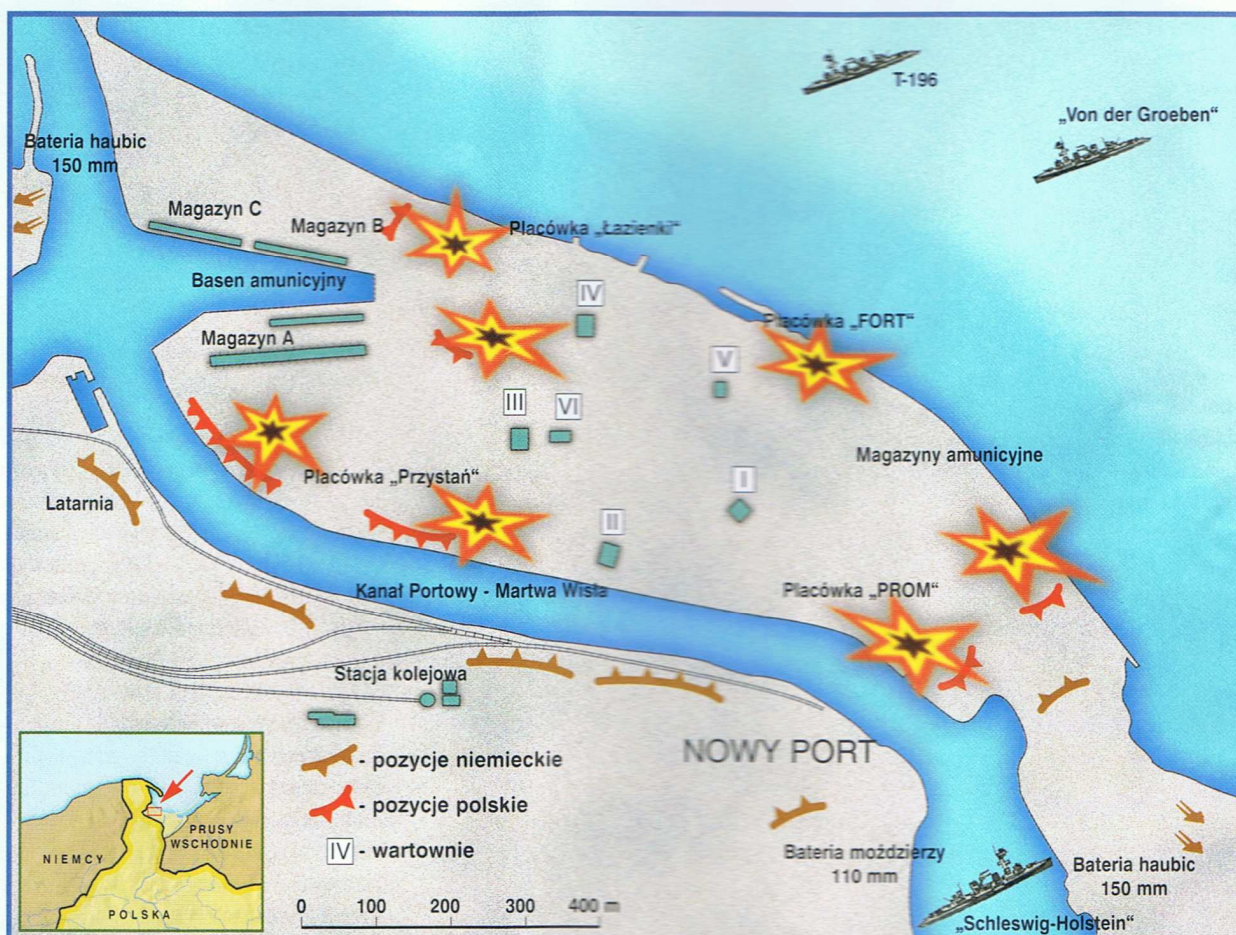 T-196
„Von der Groeben“
Bateria haubic
150 mm
Magazyn C
Magazyn B
Placówka „Łazienki“
Basen amunicyjny
IV
Magazyn A
Placówka „FORT“
V
III
VI
Magazyny amunicyjne
Placówka „Przystań“
I
Latarnia
II
Kanał Portowy - Martwa Wisła
Placówka „PROM“
Stacja kolejowa
NOWY PORT
- pozycje niemieckie
- pozycje polskie
IV - wartownie
Bateria moździerzy
110 mm
Bateria haubic
150 mm
„Schleswig-Holstein“
0 100 200 300 400 m
NIEMCY
PRUSY
WSCHODNIE
POLSKA